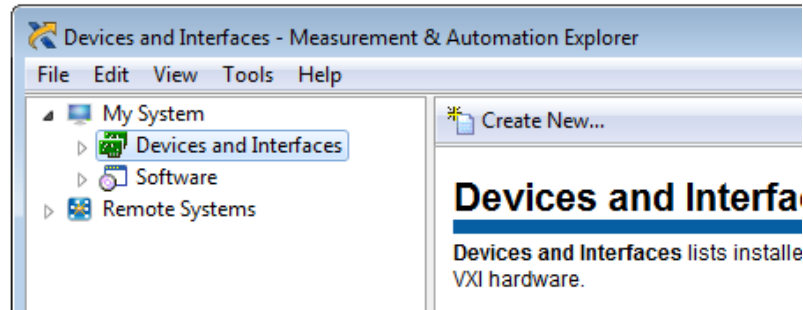 Devices and Interfaces - Measurement & Automation Explorer
File Edit View Tools Help
My System
Devices and Interfaces
Software
Remote Systems
Create New...
Devices and Interfa
Devices and Interfaces lists installe
VXI hardware.